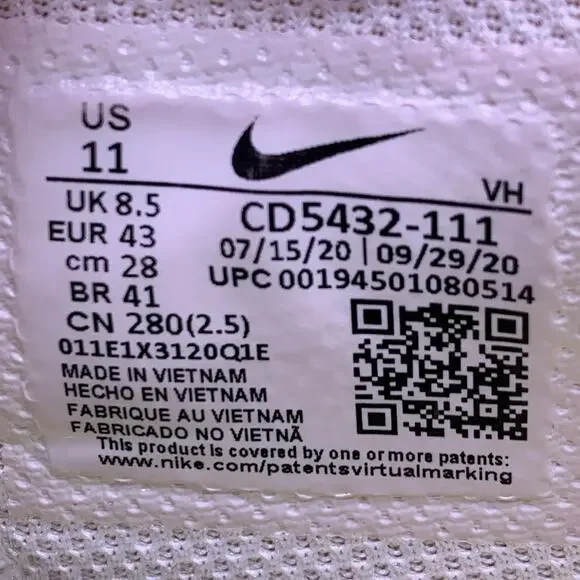 US
11
VH
UK 8.5
EUR 43
cm 28
BR 41
CN 280(2.5)
CD5432-111
07/15/20 | 09/29/20
UPC 00194501080514
011E1X3120Q1E
MADE IN VIETNAM
HECHO EN VIETNAM
FABRIQUE AU VIETNAM
FABRICADO NO VIETNÃ
This product is covered by one or more patents:
www.nike.com/patentsvirtualmarking